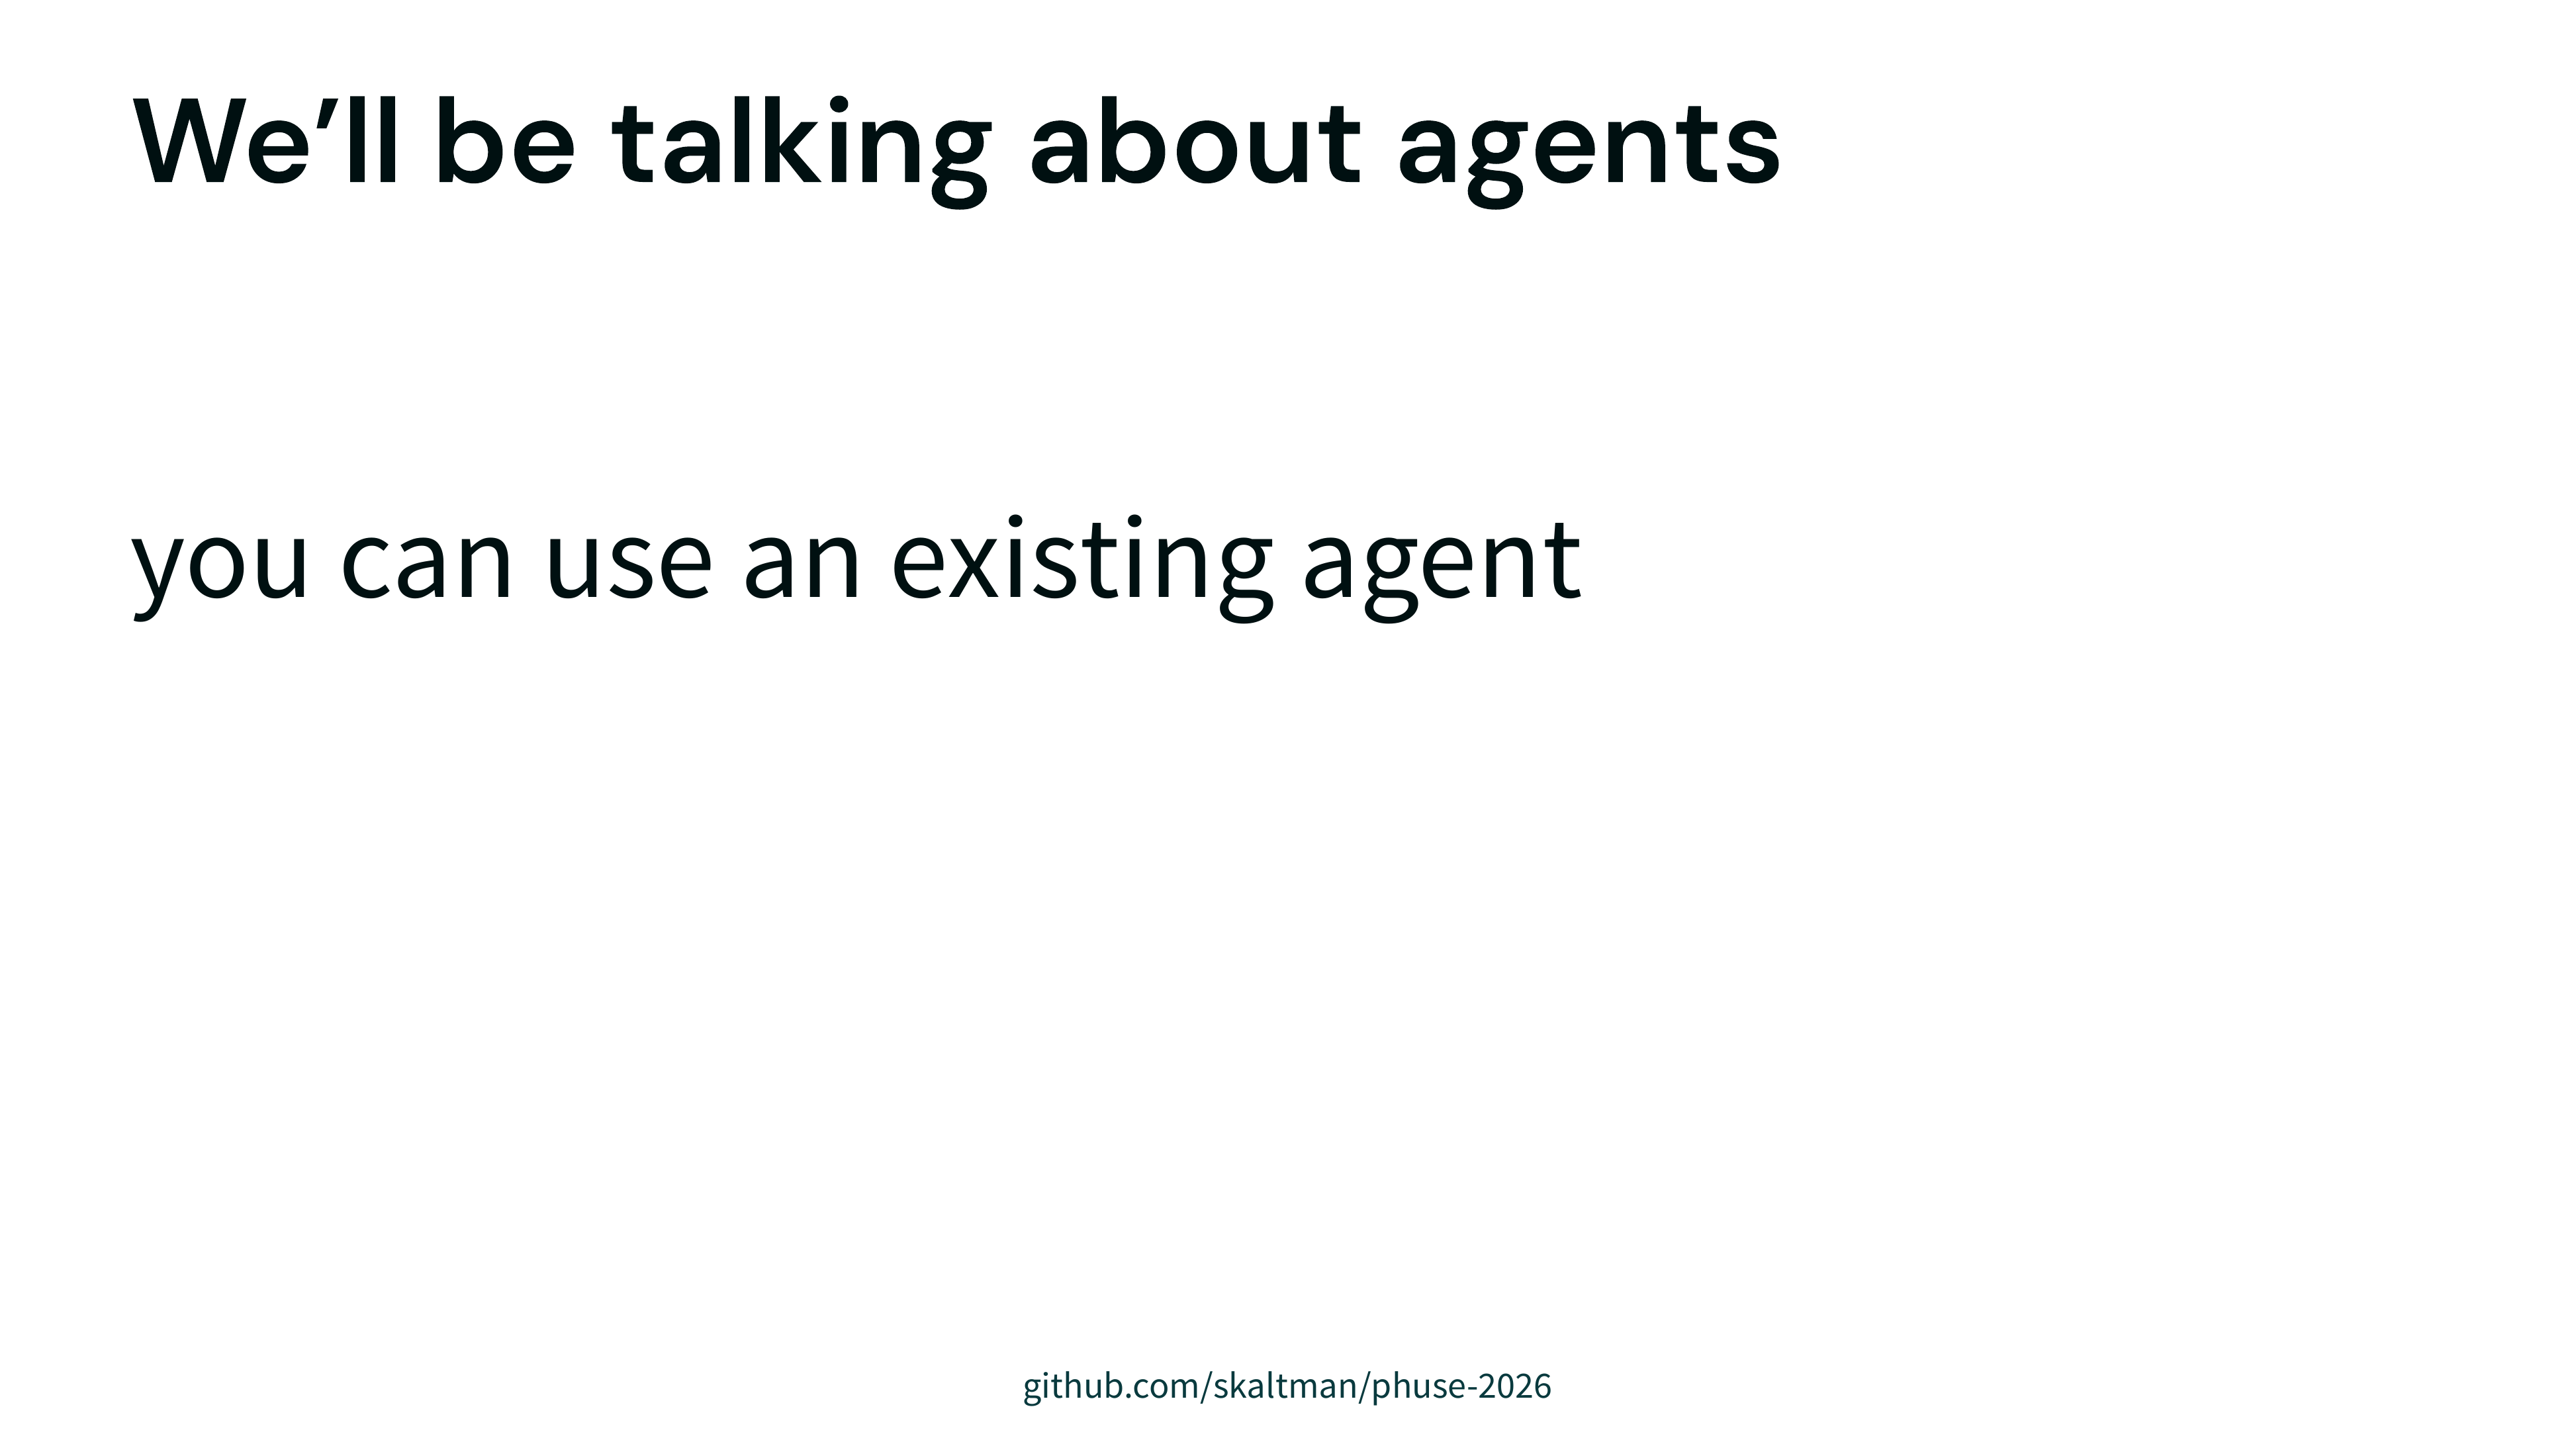 We’ll be talking about agents
you can use an existing agent
github.com/skaltman/phuse-2026